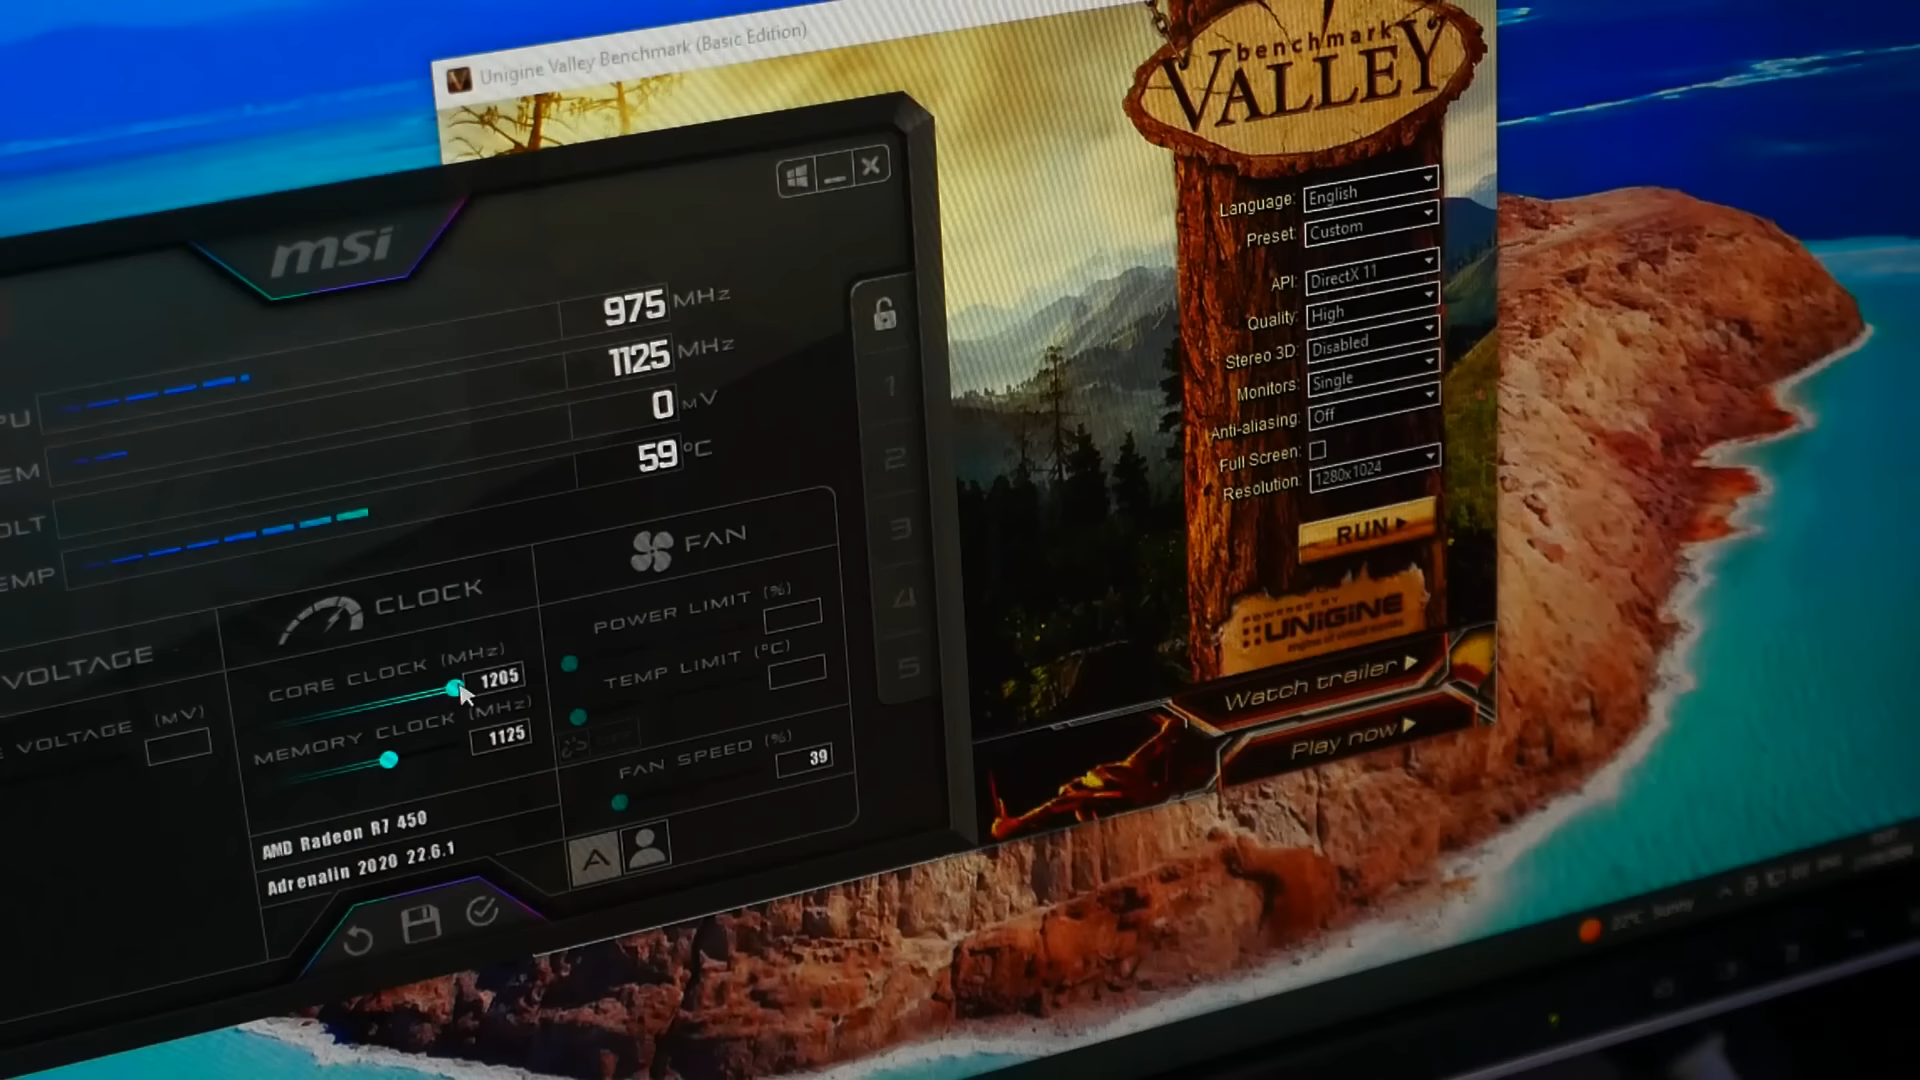 Unigine Valley Benchmark (Basic Edition)
benchmark
VALLEY
Language: English
Preset: Custom
API: DirectX 11
Quality: High
Stereo 3D: Disabled
Monitors: Single
Anti-aliasing: Off
Full Screen:
Resolution: 1280x1024
RUN
POWERED BY
UNIGINE
Watch trailer
Play now
msi
975 MHz
1125 MHz
0 mV
59 °C
PU
EM
OLT
EMP
1
2
3
4
5
VOLTAGE
E VOLTAGE (MV)
CLOCK
CORE CLOCK (MHz) 1205
MEMORY CLOCK (MHz) 1125
FAN
POWER LIMIT (%)
TEMP LIMIT (°C)
FAN SPEED (%) 39
A
AMD Radeon R7 450
Adrenalin 2020 22.6.1
Sunny